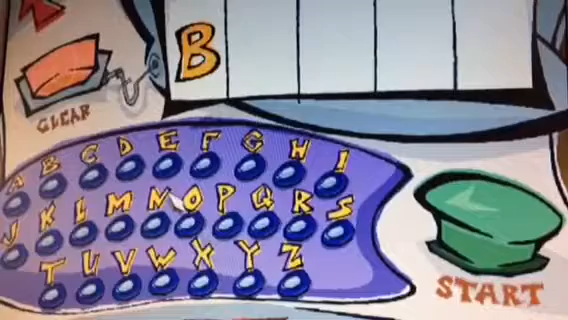 B
CLEAR
A B C D E F G H I
J K L M N O P Q R S
T U V W X Y Z
START